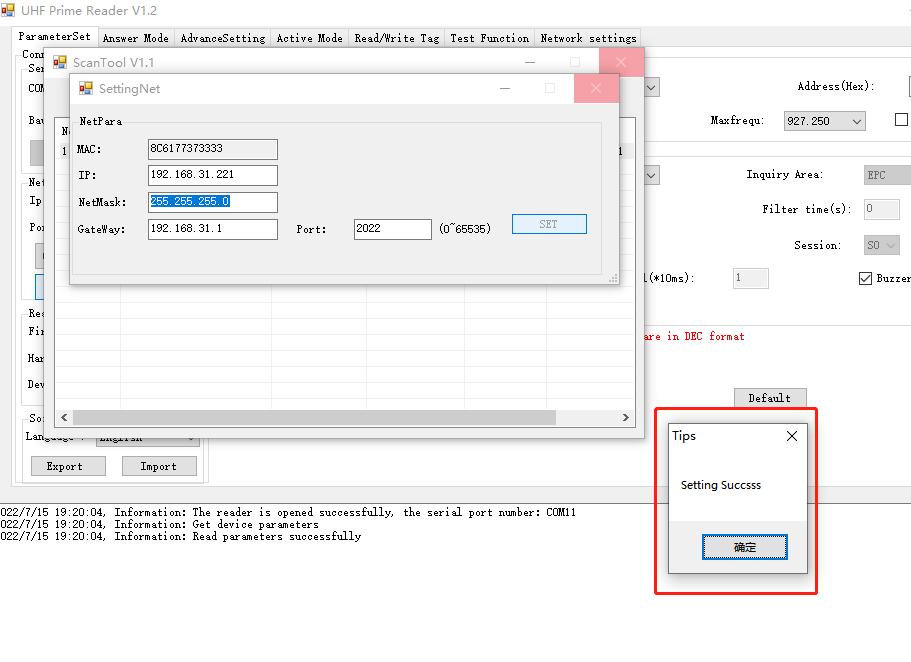 UHF Prime Reader V1.2
ParameterSet Answer Mode AdvanceSetting Active Mode Read/Write Tag Test Function Network settings
ScanTool V1.1
SettingNet
Address(Hex):
NetPara
Maxfrequ: 927.250
MAC: 8C6177373333
1
IP: 192.168.31.221
Inquiry Area: EPC
NetMask: 255.255.255.0
Filter time(s): 0
GateWay: 192.168.31.1 Port: 2022 (0~65535) SET
Session: S0
(*10ms): 1 Buzzer
are in DEC format
Default
Language : English
Tips
Export Import
Setting Succsss
确定
022/7/15 19:20:04, Information: The reader is opened successfully, the serial port number: COM11
022/7/15 19:20:04, Information: Get device parameters
022/7/15 19:20:04, Information: Read parameters successfully